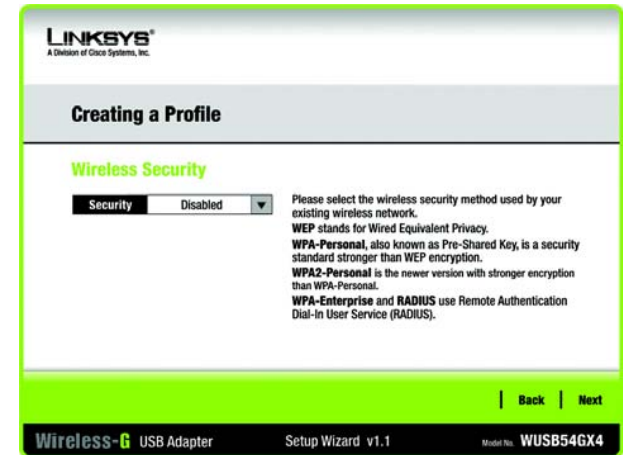 LINKSYS®
A Division of Cisco Systems, Inc.
Creating a Profile
Wireless Security
Security Disabled
Please select the wireless security method used by your
existing wireless network.
WEP stands for Wired Equivalent Privacy.
WPA-Personal, also known as Pre-Shared Key, is a security
standard stronger than WEP encryption.
WPA2-Personal is the newer version with stronger encryption
than WPA-Personal.
WPA-Enterprise and RADIUS use Remote Authentication
Dial-In User Service (RADIUS).
Back Next
Wireless-G USB Adapter Setup Wizard v1.1 Model No. WUSB54GX4